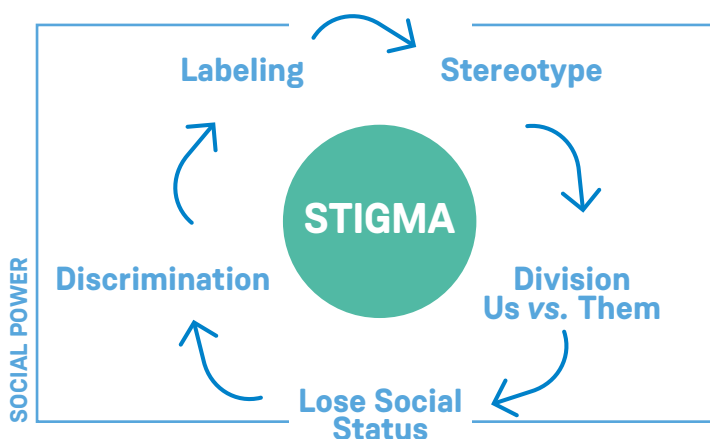 Labeling
Stereotype
STIGMA
Discrimination
Division
Us vs. Them
Lose Social
Status
SOCIAL POWER